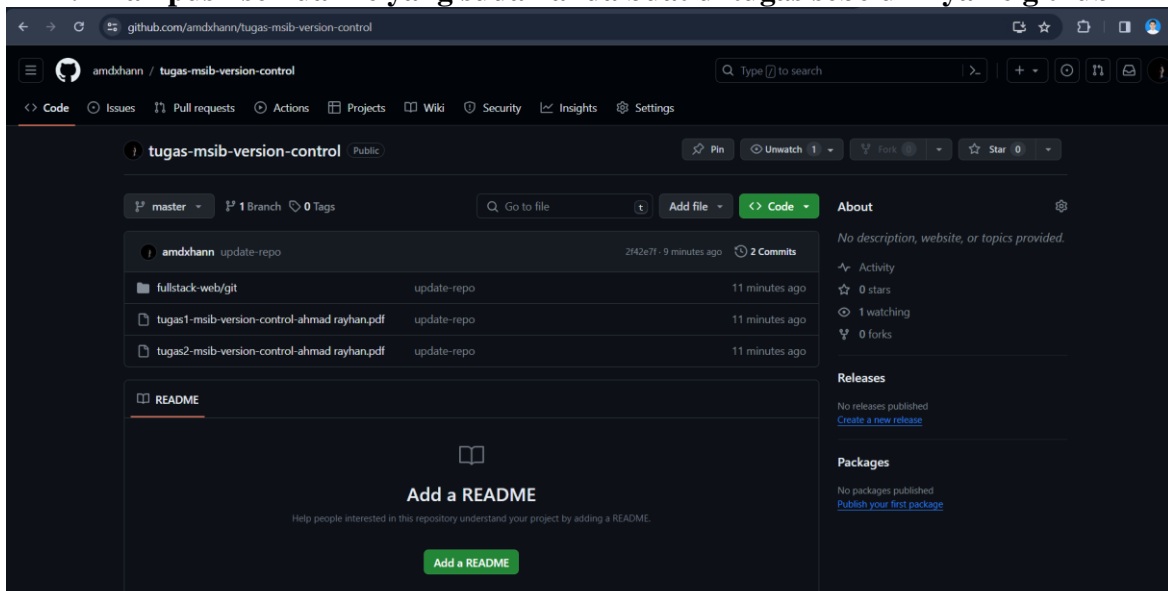 github.com/amdxhann/tugas-msib-version-control
amdxhann / tugas-msib-version-control
Type / to search
Code Issues Pull requests Actions Projects Wiki Security Insights Settings
tugas-msib-version-control Public
Pin Unwatch 1 Fork 0 Star 0
master 1 Branch 0 Tags Go to file t Add file Code
amdxhann update-repo 2f42e7f · 9 minutes ago 2 Commits
fullstack-web/git update-repo 11 minutes ago
tugas1-msib-version-control-ahmad rayhan.pdf update-repo 11 minutes ago
tugas2-msib-version-control-ahmad rayhan.pdf update-repo 11 minutes ago
README
Add a README
Help people interested in this repository understand your project by adding a README.
Add a README
About
No description, website, or topics provided.
Activity
0 stars
1 watching
0 forks
Releases
No releases published
Create a new release
Packages
No packages published
Publish your first package